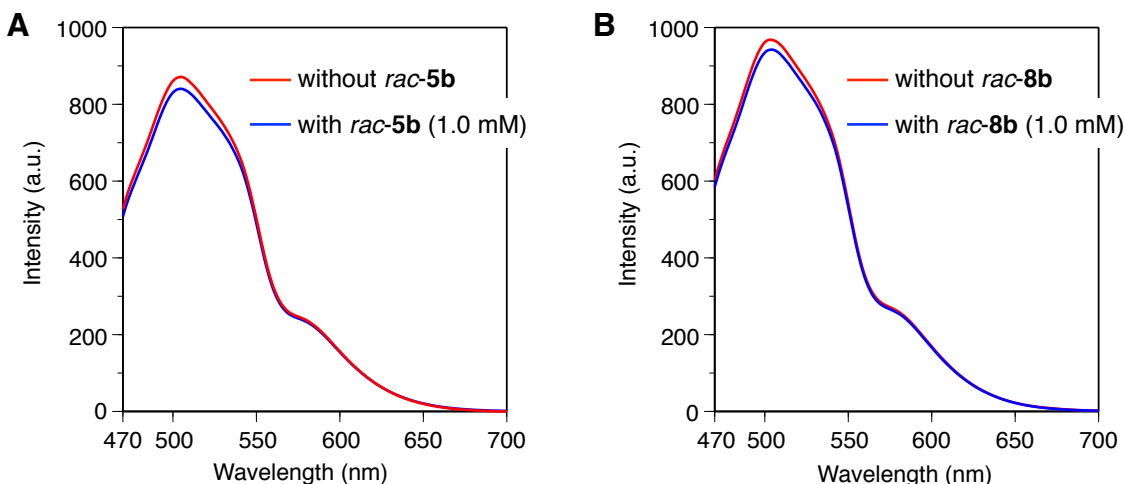 A
Intensity (a.u.)
1000
800
600
400
200
0
without rac-5b
with rac-5b (1.0 mM)
470 500 550 600 650 700
Wavelength (nm)
B
Intensity (a.u.)
1000
800
600
400
200
0
without rac-8b
with rac-8b (1.0 mM)
470 500 550 600 650 700
Wavelength (nm)